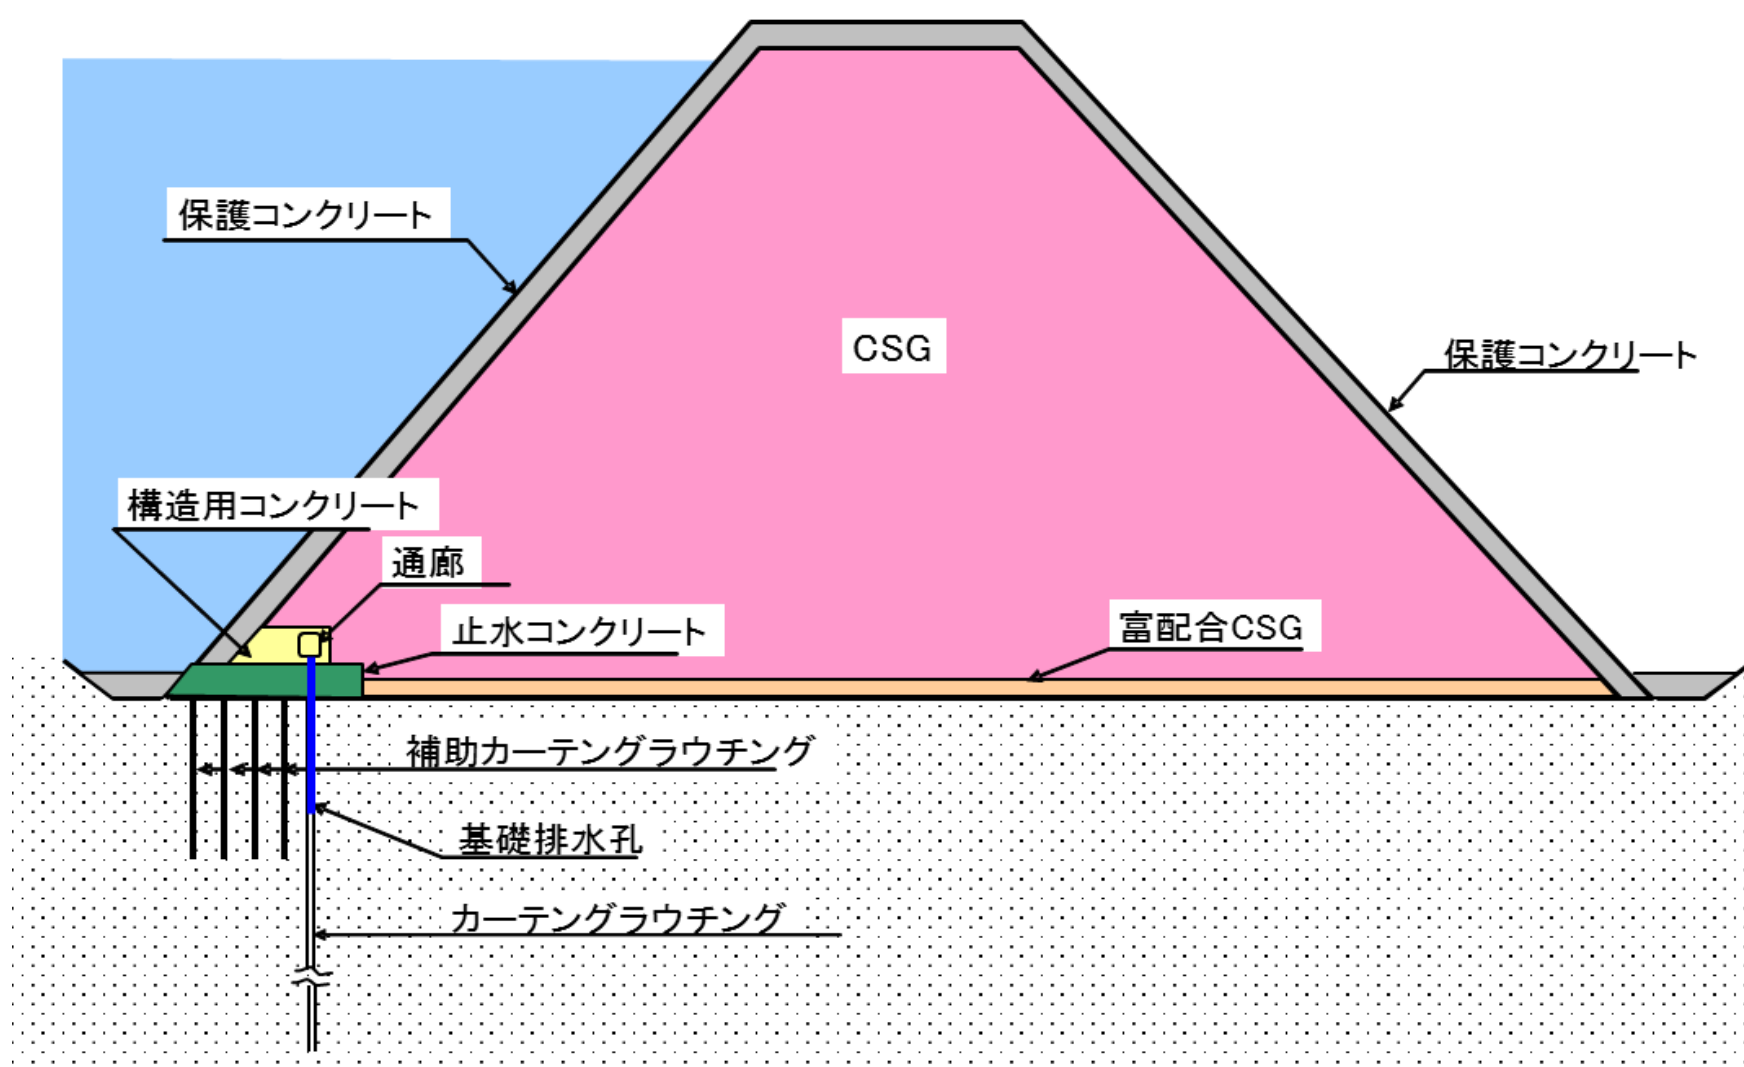 保護コンクリート
CSG
保護コンクリート
構造用コンクリート
通廊
止水コンクリート
富配合CSG
補助カーテングラウチング
基礎排水孔
カーテングラウチング